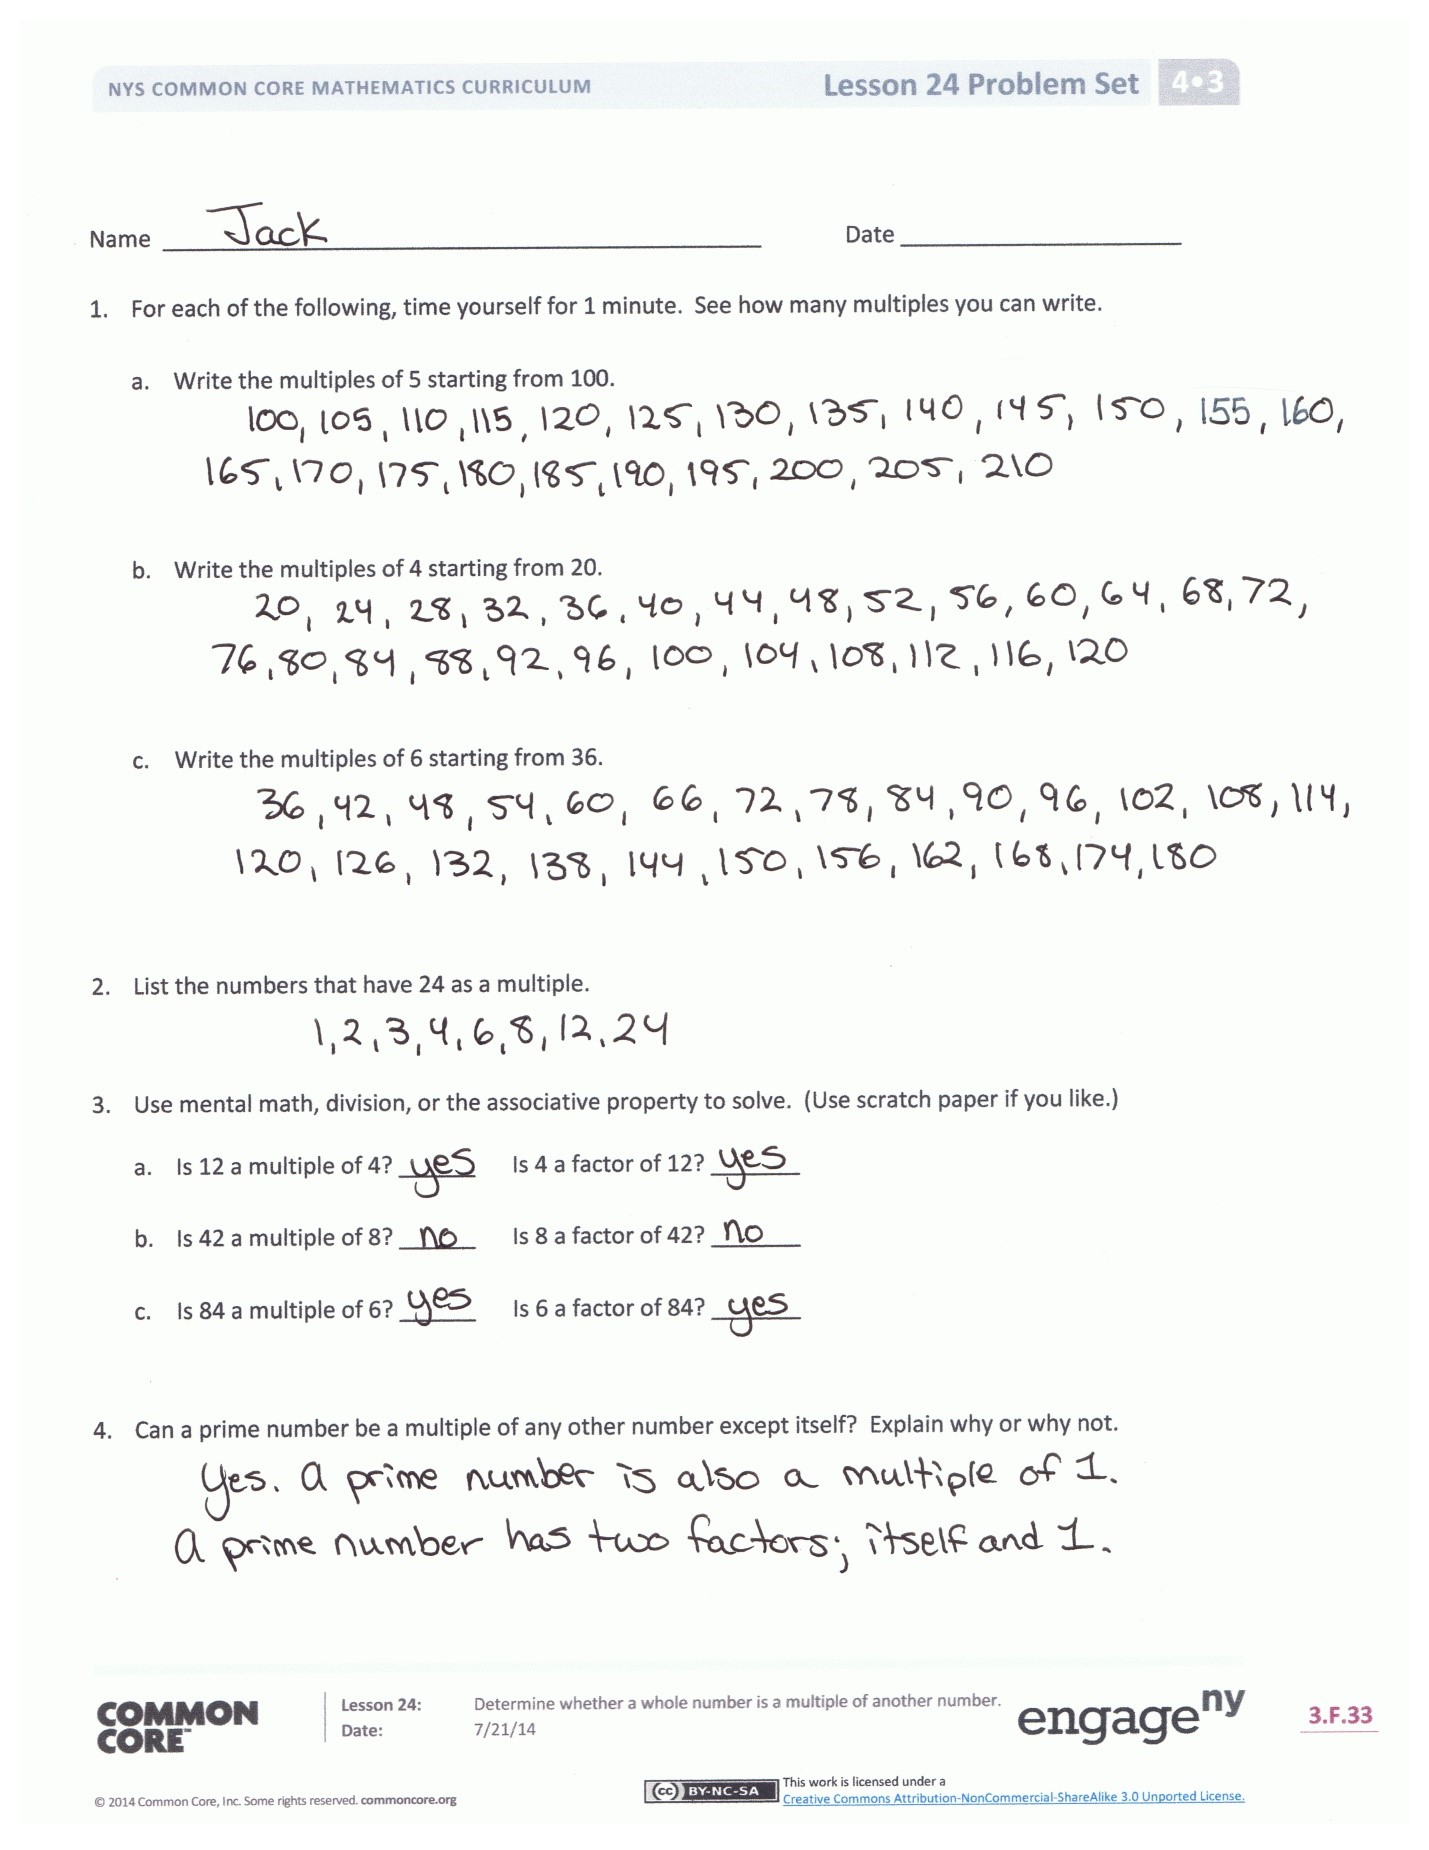 NYS COMMON CORE MATHEMATICS CURRICULUM Lesson 24 Problem Set 4•3
Name Jack Date
1. For each of the following, time yourself for 1 minute. See how many multiples you can write.
a. Write the multiples of 5 starting from 100.
100, 105, 110, 115, 120, 125, 130, 135, 140, 145, 150, 155, 160,
165, 170, 175, 180, 185, 190, 195, 200, 205, 210
b. Write the multiples of 4 starting from 20.
20, 24, 28, 32, 36, 40, 44, 48, 52, 56, 60, 64, 68, 72,
76, 80, 84, 88, 92, 96, 100, 104, 108, 112, 116, 120
c. Write the multiples of 6 starting from 36.
36, 42, 48, 54, 60, 66, 72, 78, 84, 90, 96, 102, 108, 114,
120, 126, 132, 138, 144, 150, 156, 162, 168, 174, 180
2. List the numbers that have 24 as a multiple.
1, 2, 3, 4, 6, 8, 12, 24
3. Use mental math, division, or the associative property to solve. (Use scratch paper if you like.)
a. Is 12 a multiple of 4? yes Is 4 a factor of 12? yes
b. Is 42 a multiple of 8? no Is 8 a factor of 42? no
c. Is 84 a multiple of 6? yes Is 6 a factor of 84? yes
4. Can a prime number be a multiple of any other number except itself? Explain why or why not.
Yes. A prime number is also a multiple of 1.
A prime number has two factors; itself and 1.
COMMON CORE™ Lesson 24: Determine whether a whole number is a multiple of another number. engage ny 3.F.33
Date: 7/21/14
© 2014 Common Core, Inc. Some rights reserved. commoncore.org
cc BY-NC-SA This work is licensed under a
Creative Commons Attribution-NonCommercial-ShareAlike 3.0 Unported License.